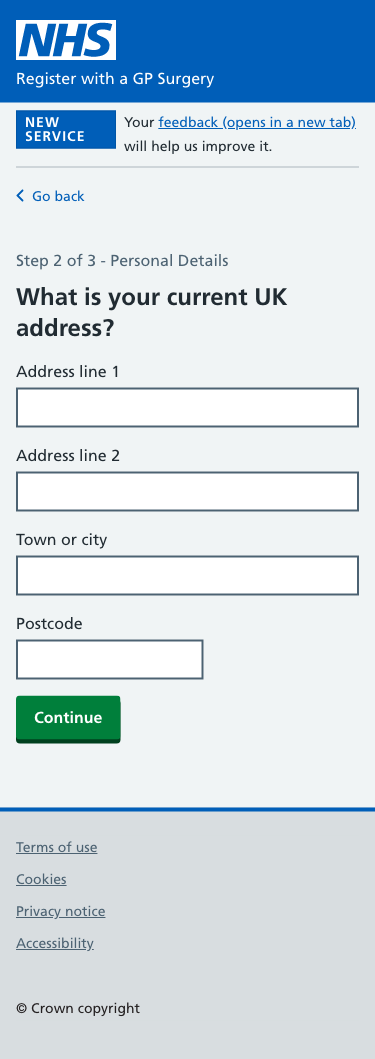 NHS
Register with a GP Surgery
NEW
SERVICE
Your feedback (opens in a new tab)
will help us improve it.
Go back
Step 2 of 3 - Personal Details
What is your current UK
address?
Address line 1
Address line 2
Town or city
Postcode
Continue
Terms of use
Cookies
Privacy notice
Accessibility
© Crown copyright